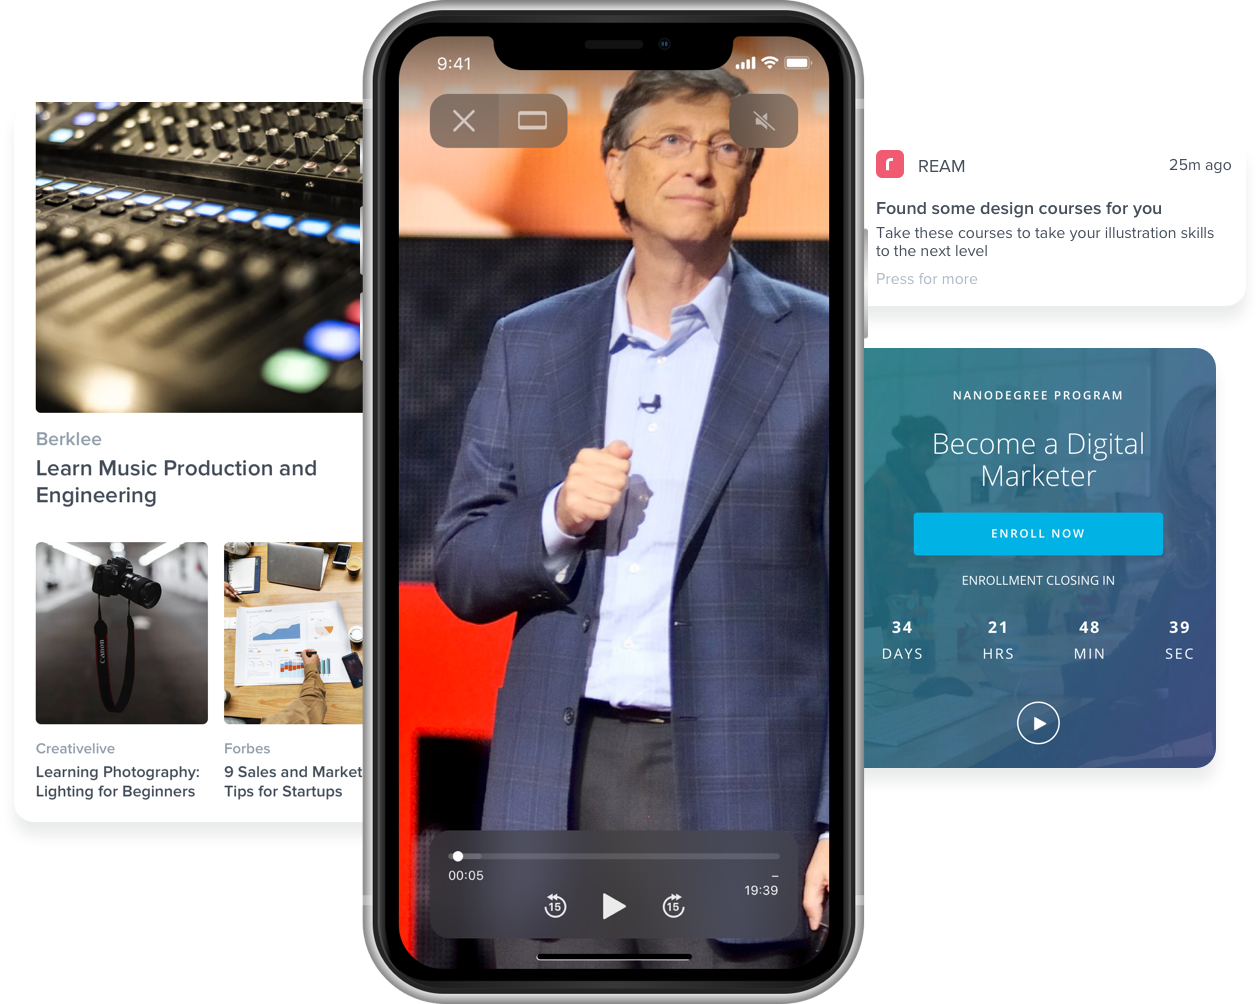 9:41
Berklee
Learn Music Production and
Engineering
Creativelive
Learning Photography:
Lighting for Beginners
Forbes
9 Sales and Market
Tips for Startups
Canon
00:05
–
19:39
15
15
REAM
25m ago
Found some design courses for you
Take these courses to take your illustration skills
to the next level
Press for more
NANODEGREE PROGRAM
Become a Digital
Marketer
ENROLL NOW
ENROLLMENT CLOSING IN
34 21 48 39
DAYS HRS MIN SEC